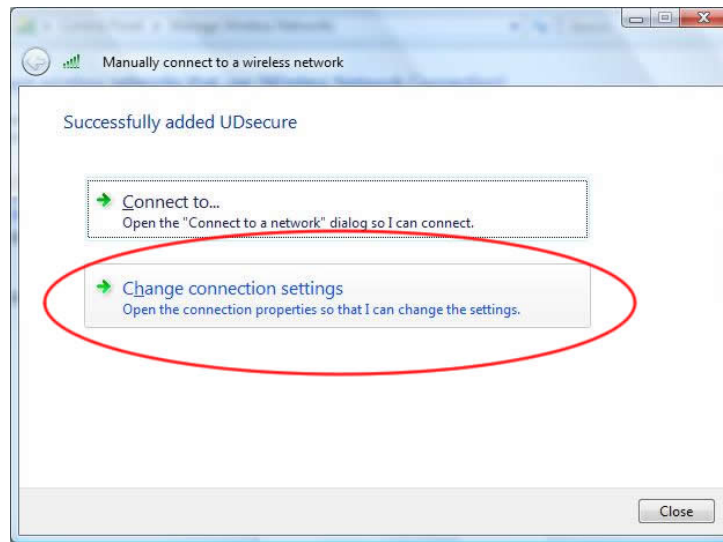 Manually connect to a wireless network
Successfully added UDsecure
Connect to...
Open the "Connect to a network" dialog so I can connect.
Change connection settings
Open the connection properties so that I can change the settings.
Close